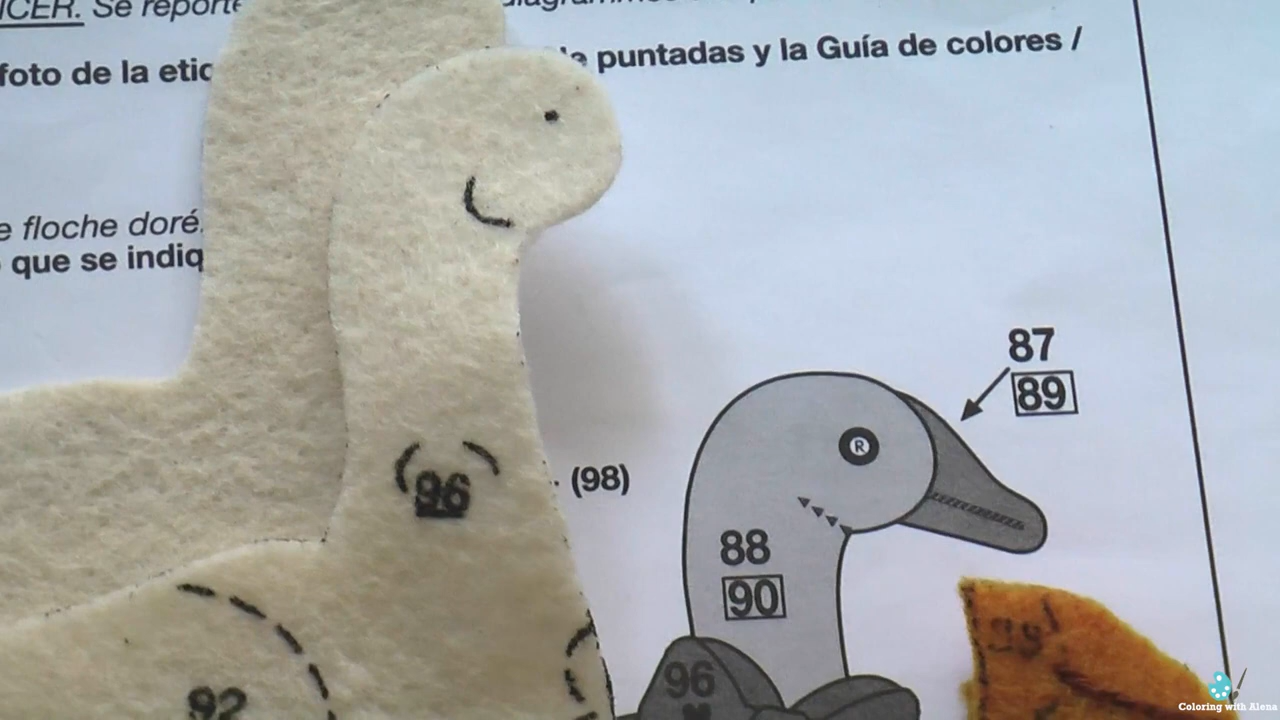 ICER. Se reporte
foto de la etiq
puntadas y la Guía de colores /
e floche doré.
que se indiq
(98)
87
89
R
88
90
96
96
92
Coloring with Alena